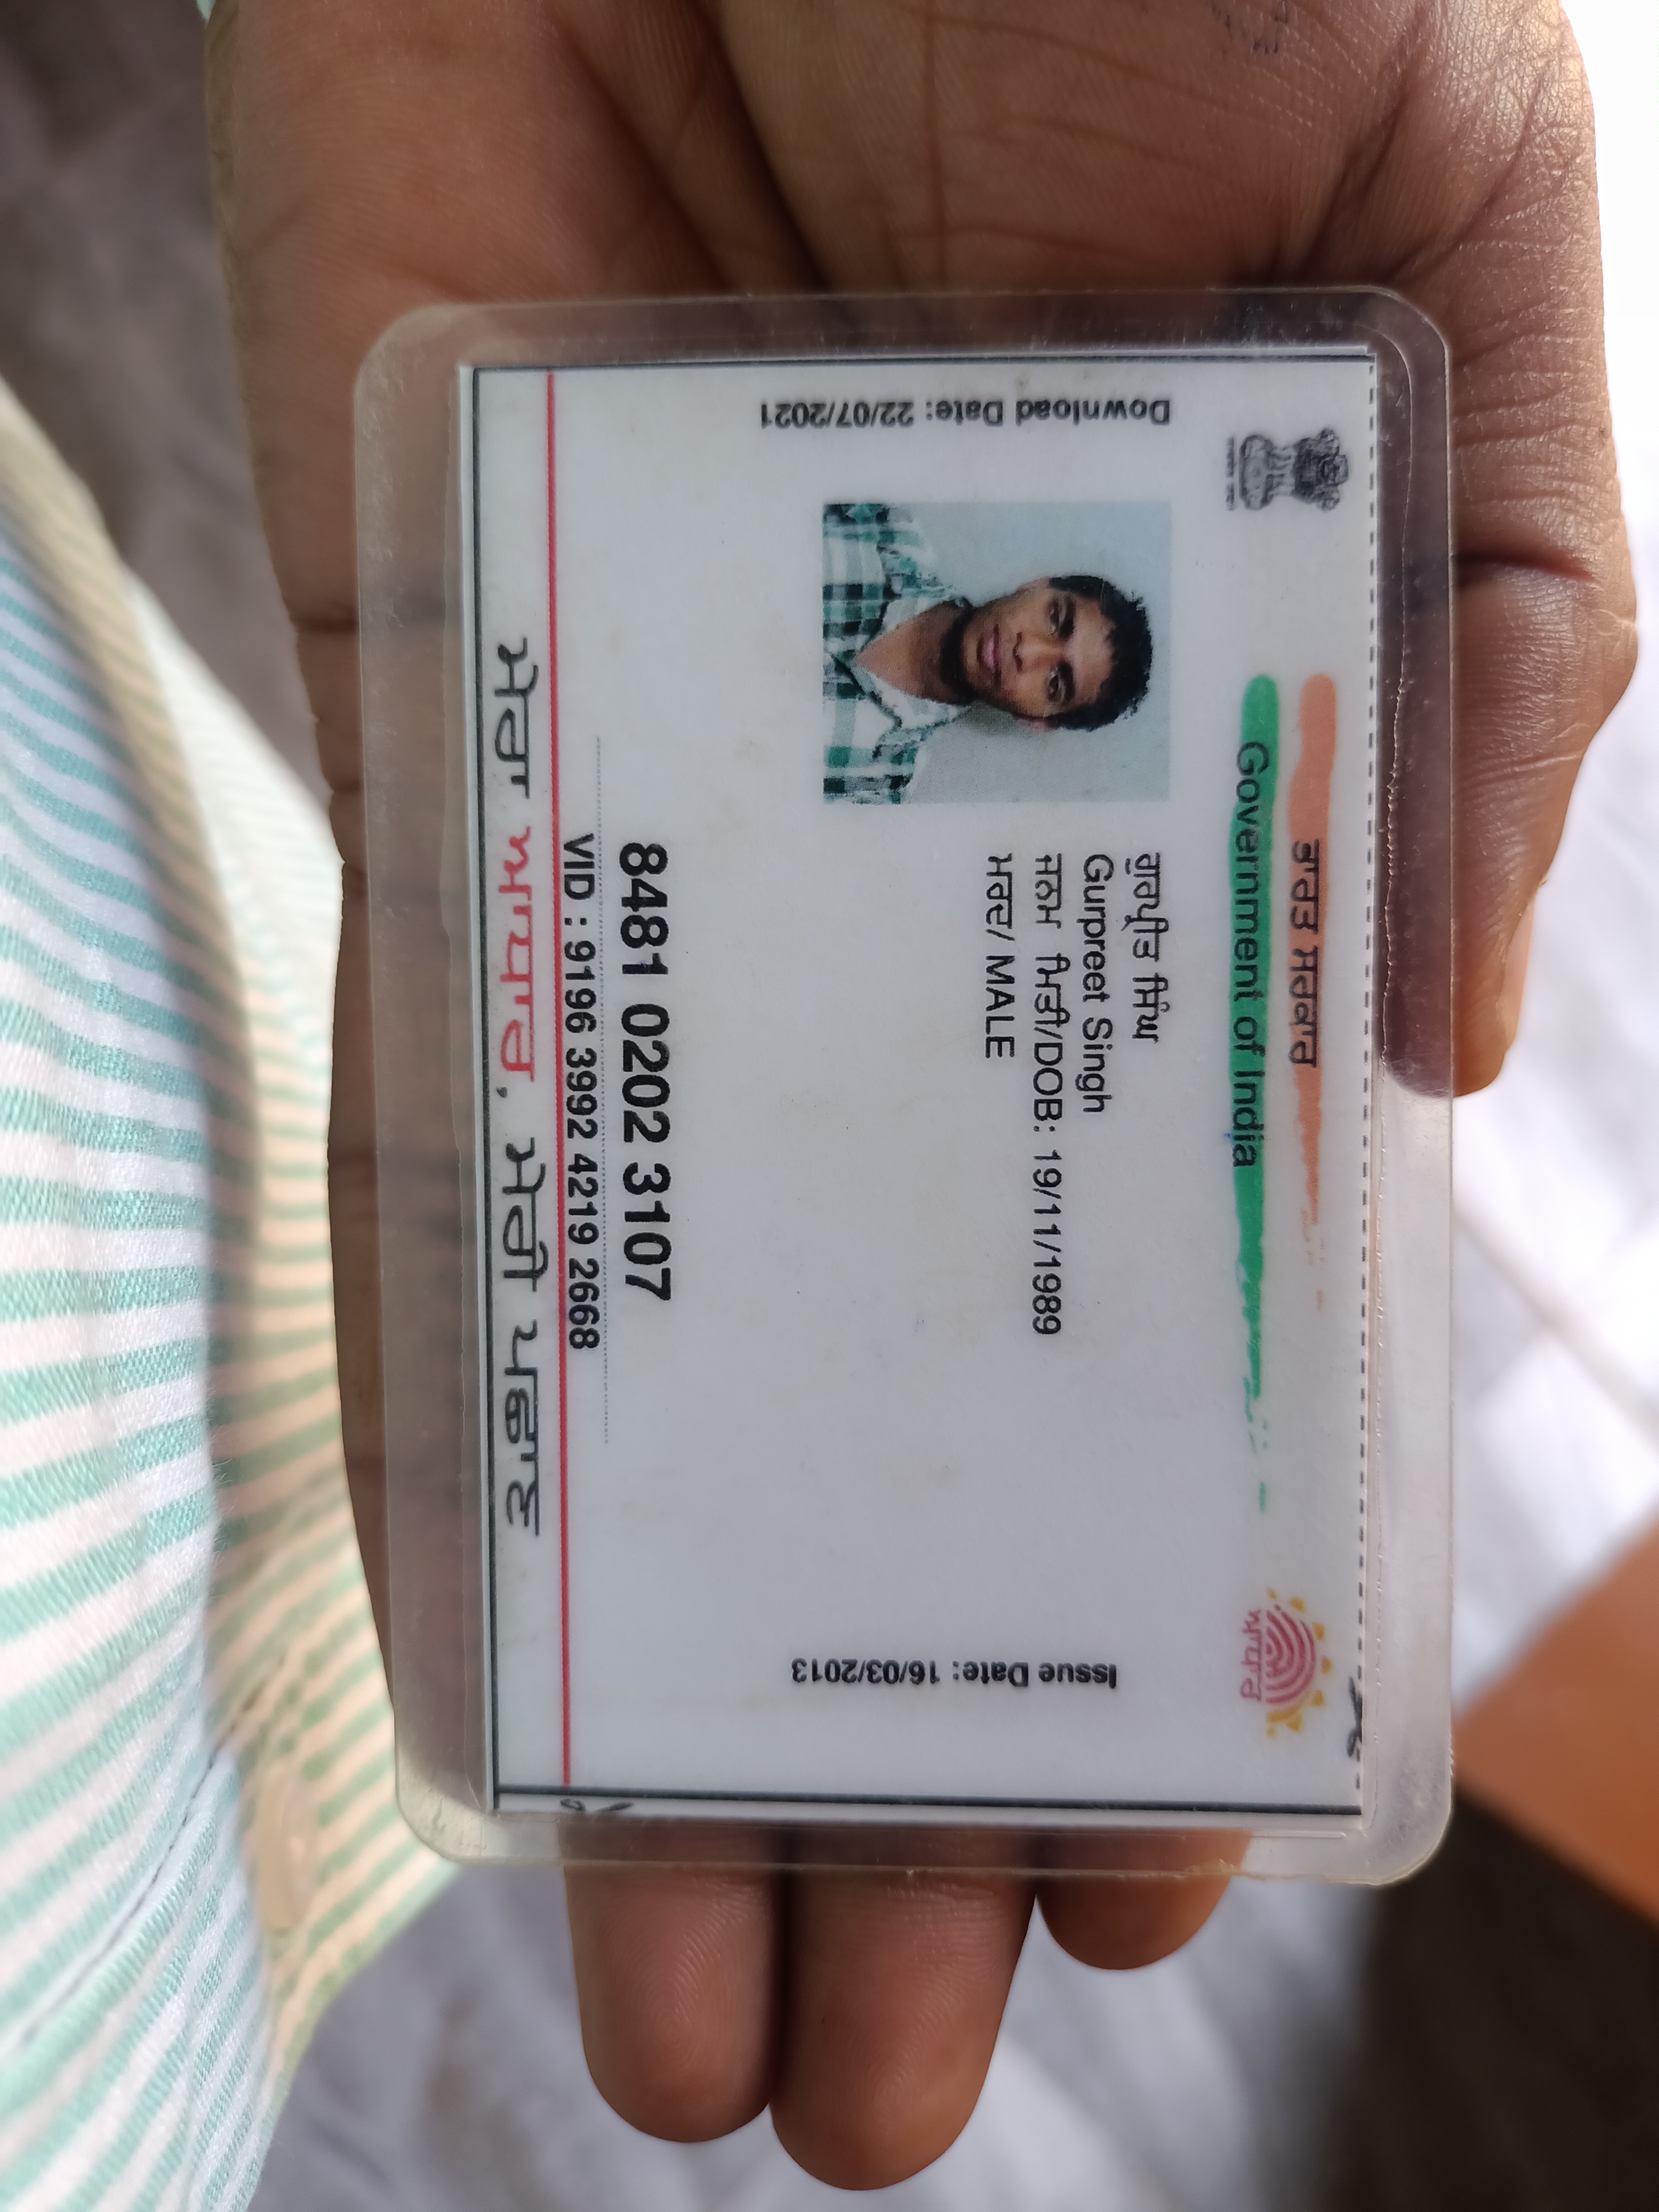 ਭਾਰਤ ਸਰਕਾਰ
Government of India
Download Date: 22/07/2021
ਗੁਰਪ੍ਰੀਤ ਸਿੰਘ
Gurpreet Singh
ਜਨਮ ਮਿਤੀ/DOB: 19/11/1989
ਮਰਦ/ MALE
Issue Date: 16/03/2013
ਆਧਾਰ
8481 0202 3107
VID : 9196 3992 4219 2668
ਮੇਰਾ ਆਧਾਰ, ਮੇਰੀ ਪਛਾਣ